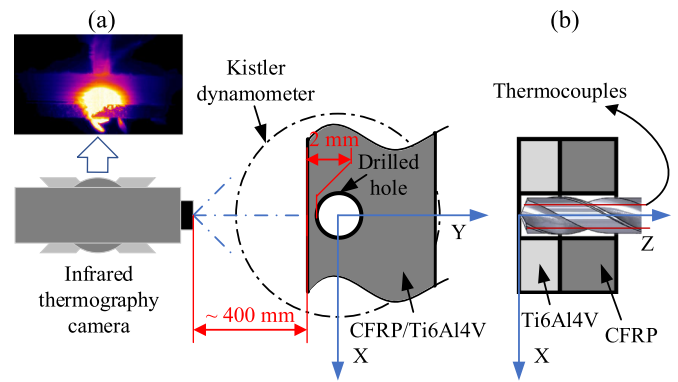 (a)
(b)
Kistler
dynamometer
Thermocouples
2 mm
Drilled
hole
Y
Z
Infrared
thermography
camera
~ 400 mm
CFRP/Ti6Al4V
X
Ti6Al4V
CFRP
X